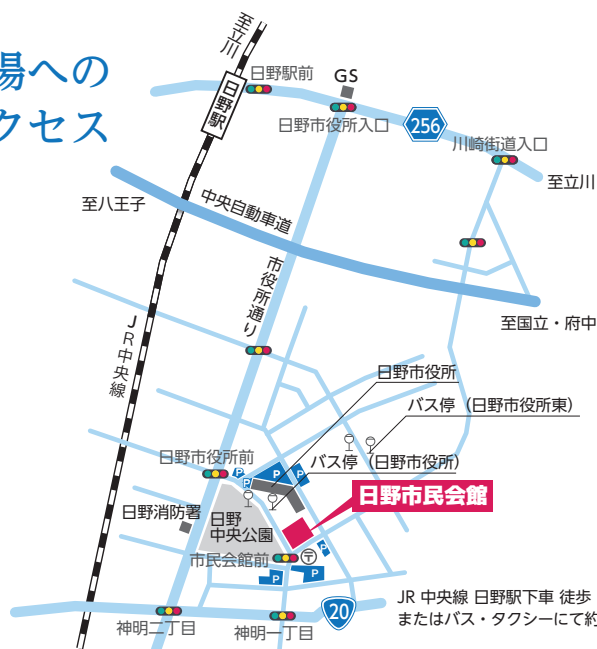 場への
クセス
至立川
日野駅
日野駅前
GS
日野市役所入口
256
川崎街道入口
至立川
至八王子
中央自動車道
市役所通り
至国立・府中
JR中央線
日野市役所
バス停（日野市役所東）
日野市役所前
P
P
P
P
バス停（日野市役所）
日野市民会館
日野消防署
日野
中央公園
市民会館前
〒
P
P
P
神明二丁目
神明一丁目
20
JR 中央線 日野駅下車 徒歩
またはバス・タクシーにて約